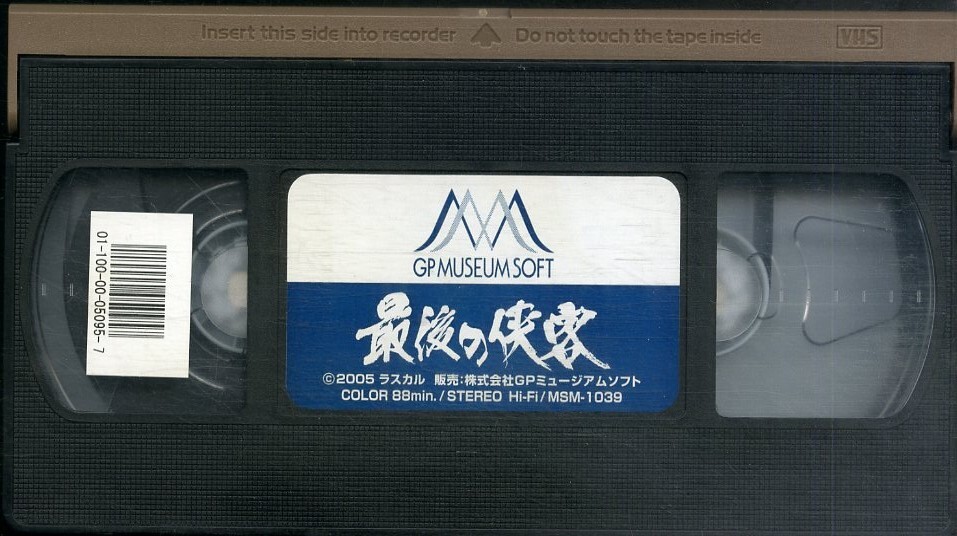 Insert this side into recorder Do not touch the tape inside VHS
GP MUSEUM SOFT
最後の侠客
©2005 ラスカル 販売:株式会社GPミュージアムソフト
COLOR 88min./STEREO Hi-Fi/MSM-1039
01-100-00-05095-7